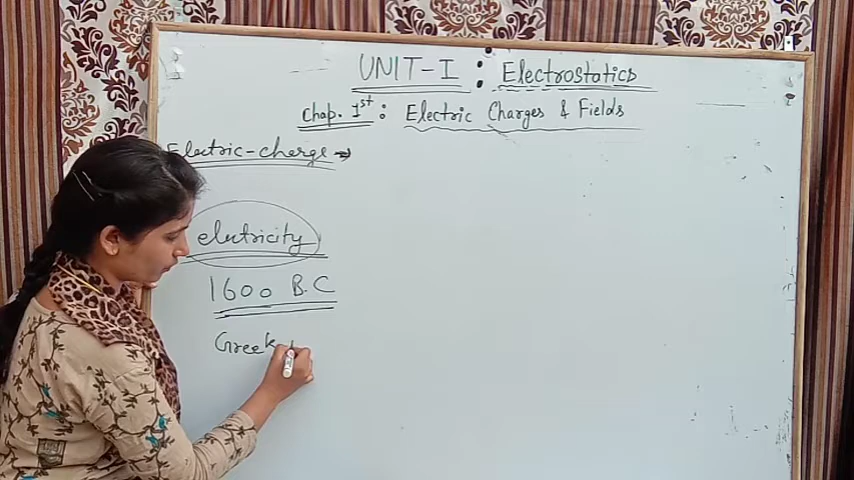 UNIT-I : Electrostatics
Chap. 1st : Electric Charges & Fields
Electric-charge →
electricity
1600 B.C
Greek